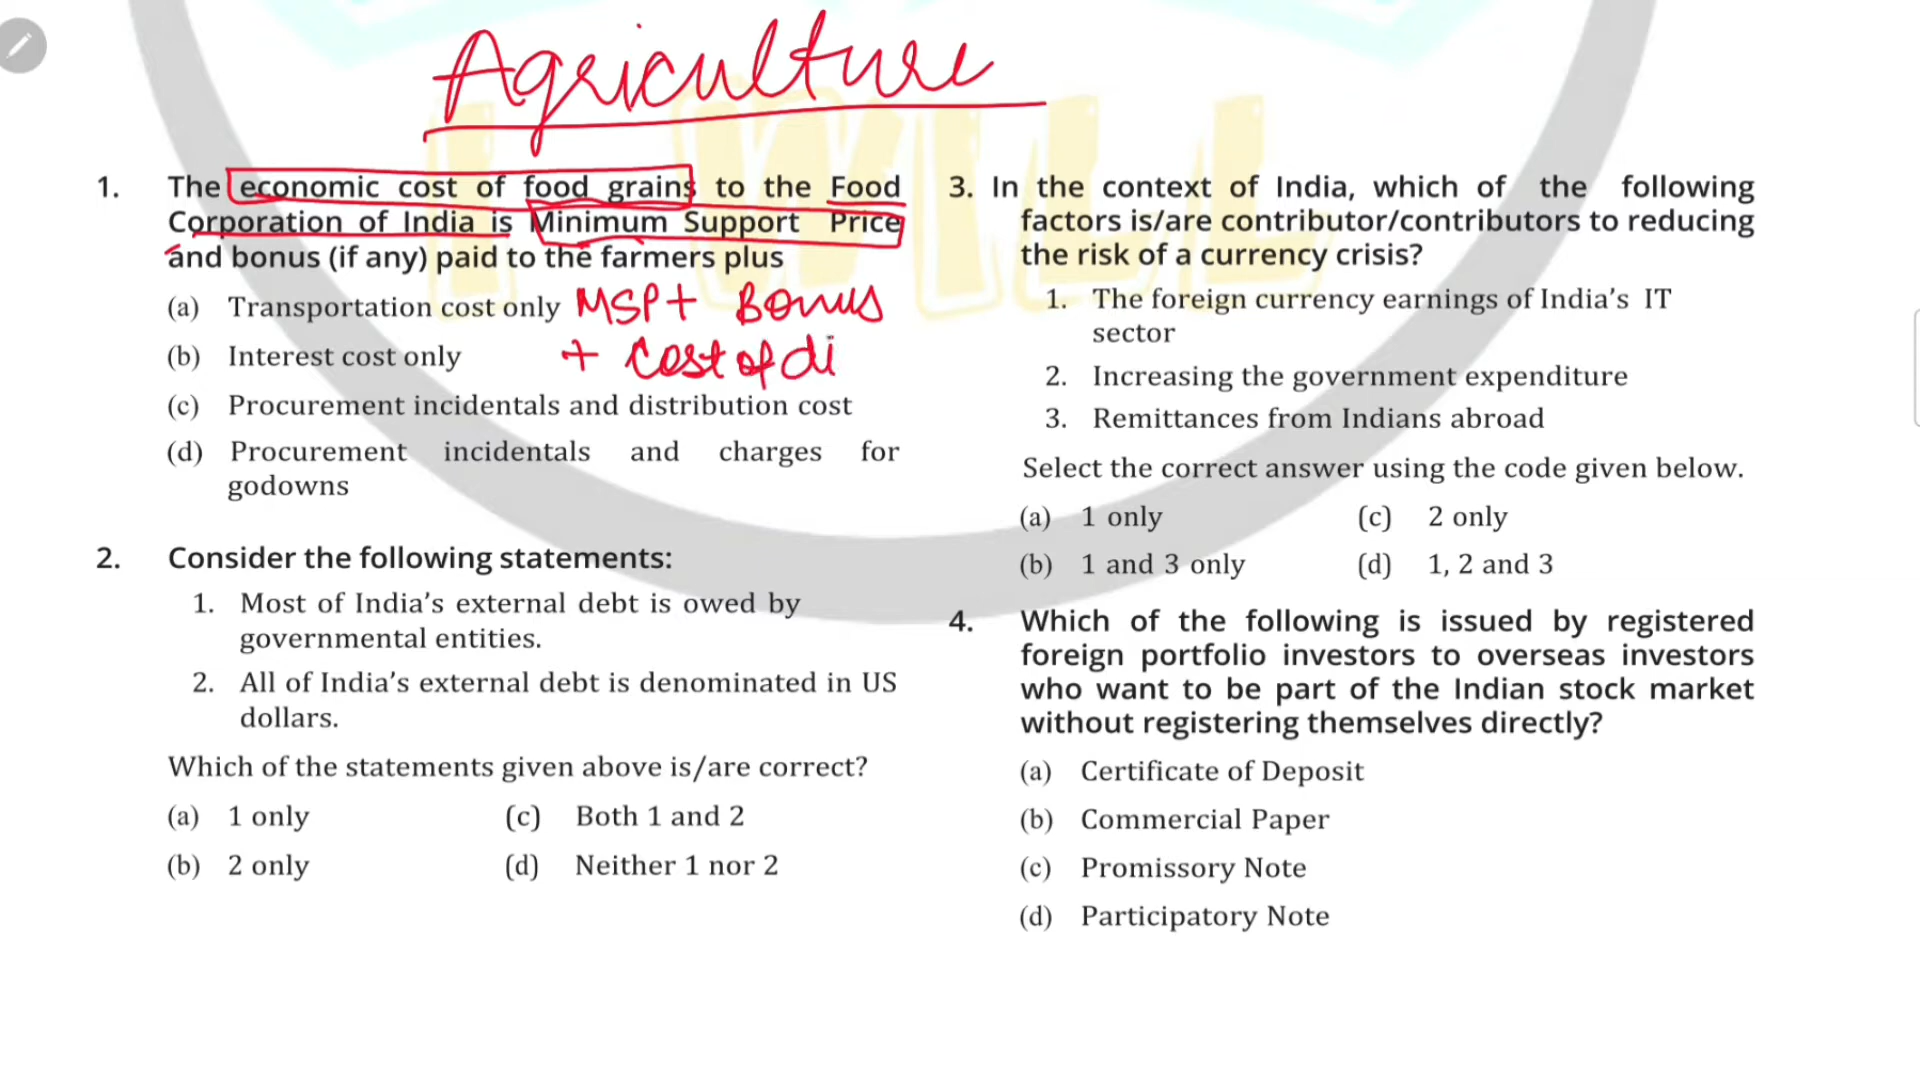 Agriculture
1. The economic cost of food grains to the Food
Corporation of India is Minimum Support Price
and bonus (if any) paid to the farmers plus
(a) Transportation cost only MSP + Bonus
(b) Interest cost only + Cost of di
(c) Procurement incidentals and distribution cost
(d) Procurement incidentals and charges for
godowns
2. Consider the following statements:
1. Most of India's external debt is owed by
governmental entities.
2. All of India's external debt is denominated in US
dollars.
Which of the statements given above is/are correct?
(a) 1 only (c) Both 1 and 2
(b) 2 only (d) Neither 1 nor 2
3. In the context of India, which of the following
factors is/are contributor/contributors to reducing
the risk of a currency crisis?
1. The foreign currency earnings of India's IT
sector
2. Increasing the government expenditure
3. Remittances from Indians abroad
Select the correct answer using the code given below.
(a) 1 only (c) 2 only
(b) 1 and 3 only (d) 1, 2 and 3
4. Which of the following is issued by registered
foreign portfolio investors to overseas investors
who want to be part of the Indian stock market
without registering themselves directly?
(a) Certificate of Deposit
(b) Commercial Paper
(c) Promissory Note
(d) Participatory Note